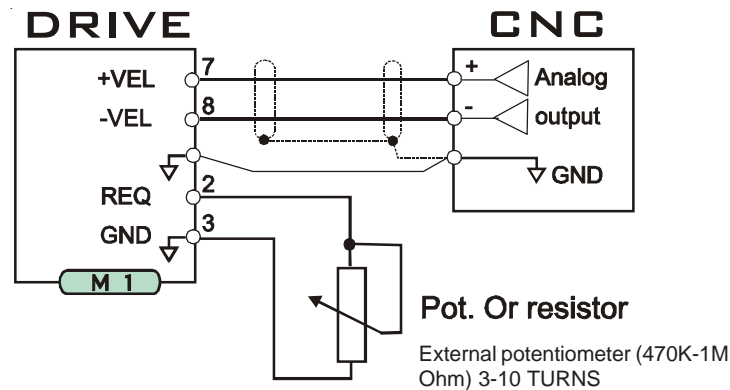 DRIVE
CNC
+VEL
7
+
Analog
-VEL
8
-
output
GND
REQ
2
GND
3
M 1
Pot. Or resistor
External potentiometer (470K-1M
Ohm) 3-10 TURNS